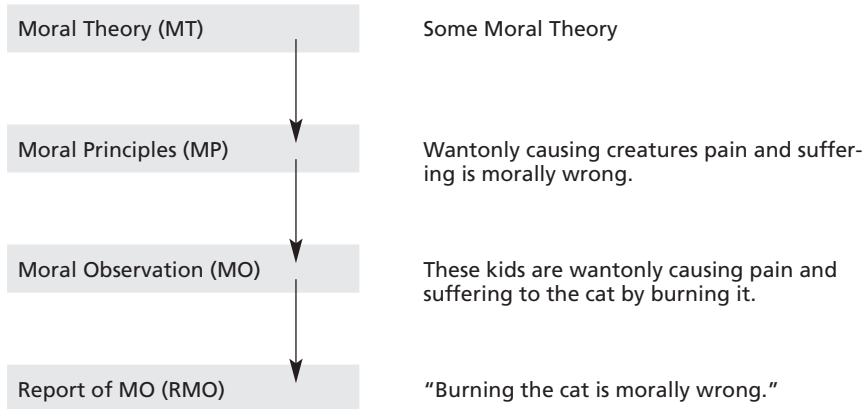 Moral Theory (MT)
Some Moral Theory
Moral Principles (MP)
Wantonly causing creatures pain and suffer-
ing is morally wrong.
Moral Observation (MO)
These kids are wantonly causing pain and
suffering to the cat by burning it.
Report of MO (RMO)
“Burning the cat is morally wrong.”